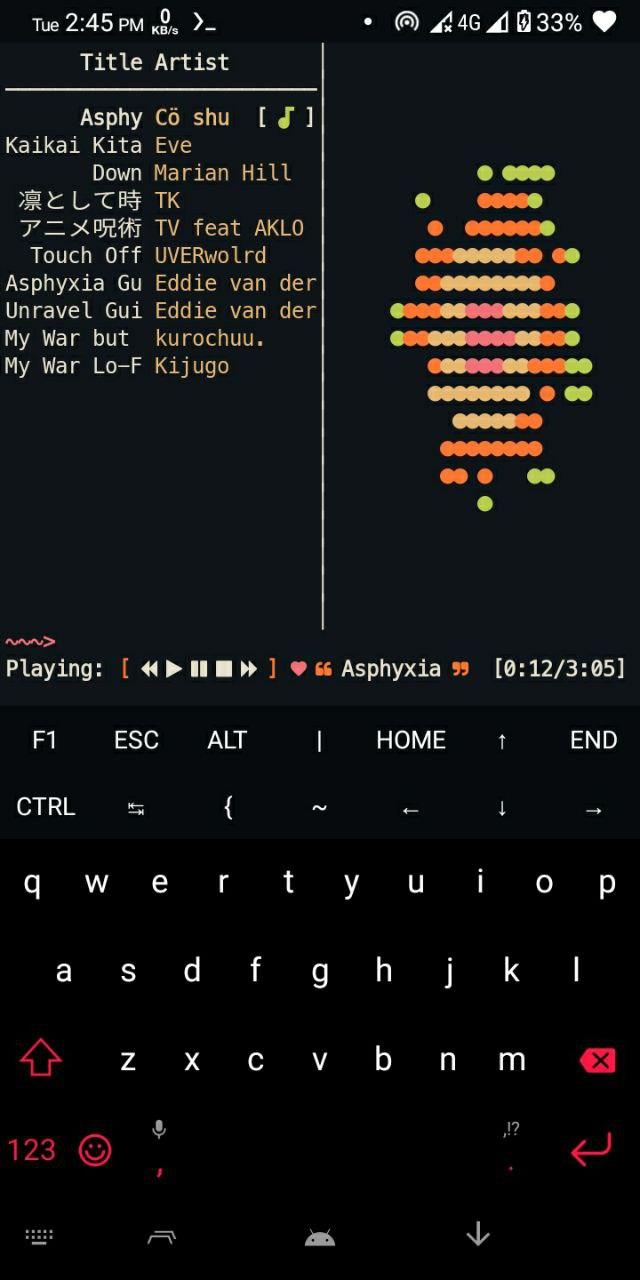 Tue 2:45 PM 0 KB/s 4G 33%
Title Artist
Asphy Cö shu [ ]
Kaikai Kita Eve
Down Marian Hill
凛として時 TK
アニメ呪術 TV feat AKLO
Touch Off UVERwolrd
Asphyxia Gu Eddie van der
Unravel Gui Eddie van der
My War but kurochuu.
My War Lo-F Kijugo
~~~>
Playing: [ ] ❝ Asphyxia ❞ [0:12/3:05]
F1 ESC ALT | HOME ↑ END
CTRL ↹ { ~ ← ↓ →
q w e r t y u i o p
a s d f g h j k l
z x c v b n m
,!?
123 , .